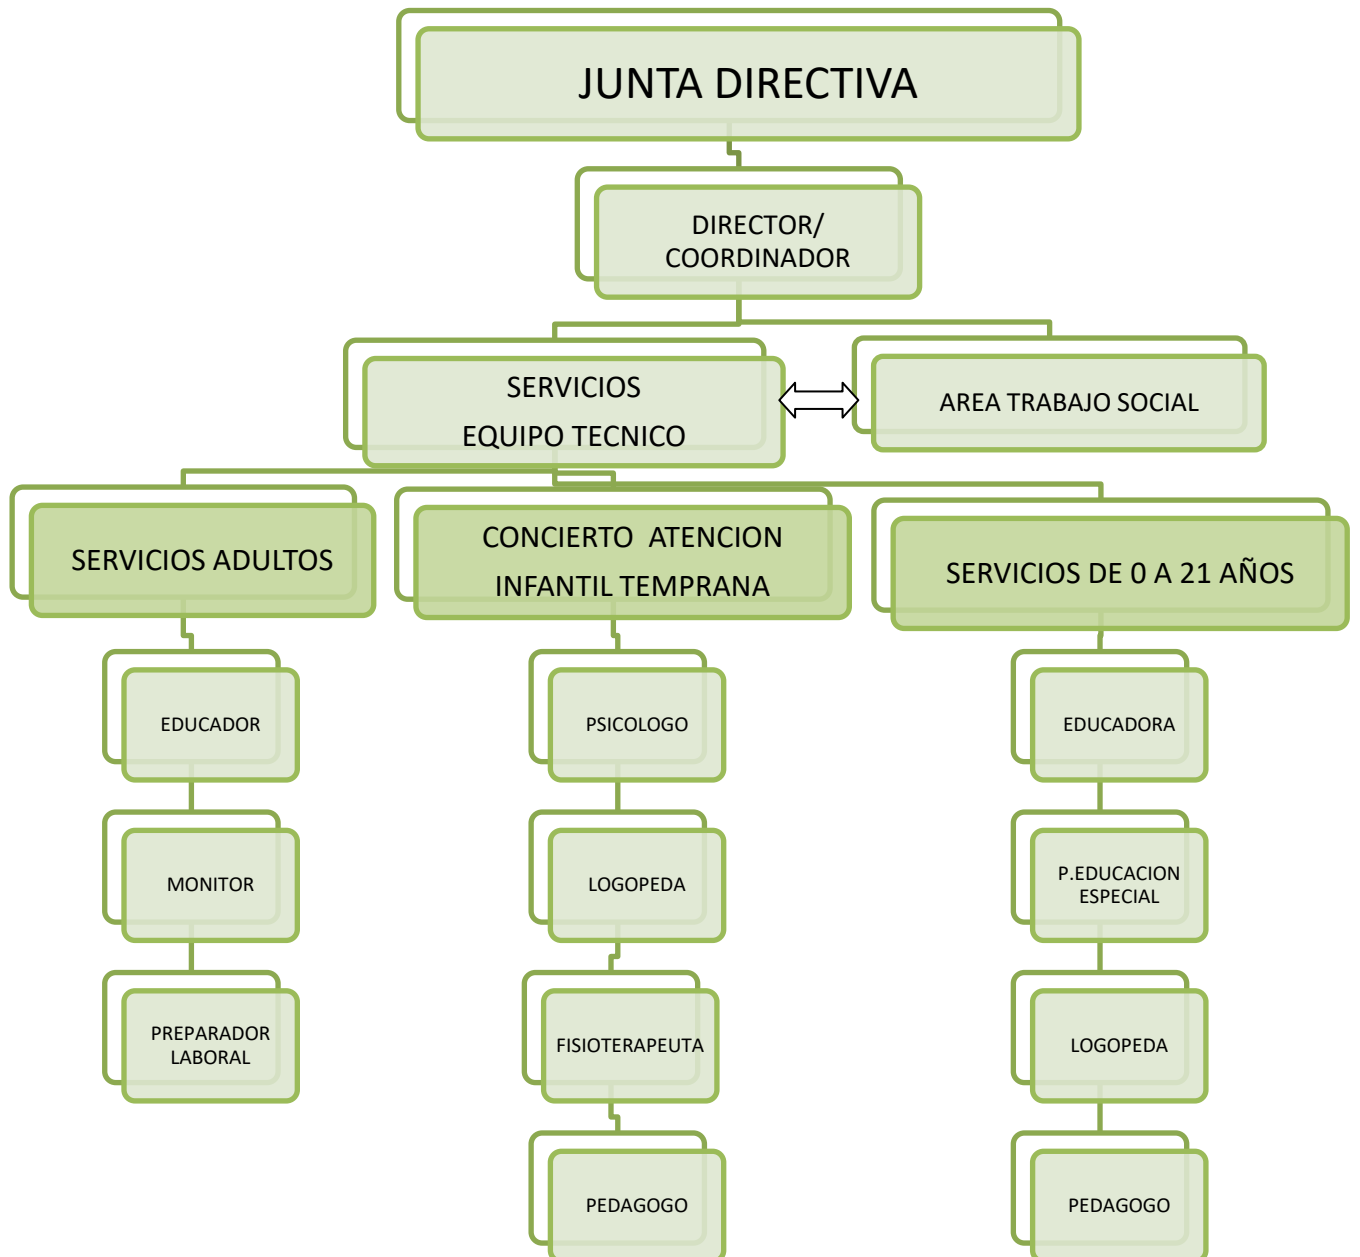 JUNTA DIRECTIVA
DIRECTOR/
COORDINADOR
SERVICIOS
EQUIPO TECNICO
AREA TRABAJO SOCIAL
SERVICIOS ADULTOS
CONCIERTO ATENCION
INFANTIL TEMPRANA
SERVICIOS DE 0 A 21 AÑOS
EDUCADOR
PSICOLOGO
EDUCADORA
MONITOR
LOGOPEDA
P.EDUCACION
ESPECIAL
PREPARADOR
LABORAL
FISIOTERAPEUTA
LOGOPEDA
PEDAGOGO
PEDAGOGO